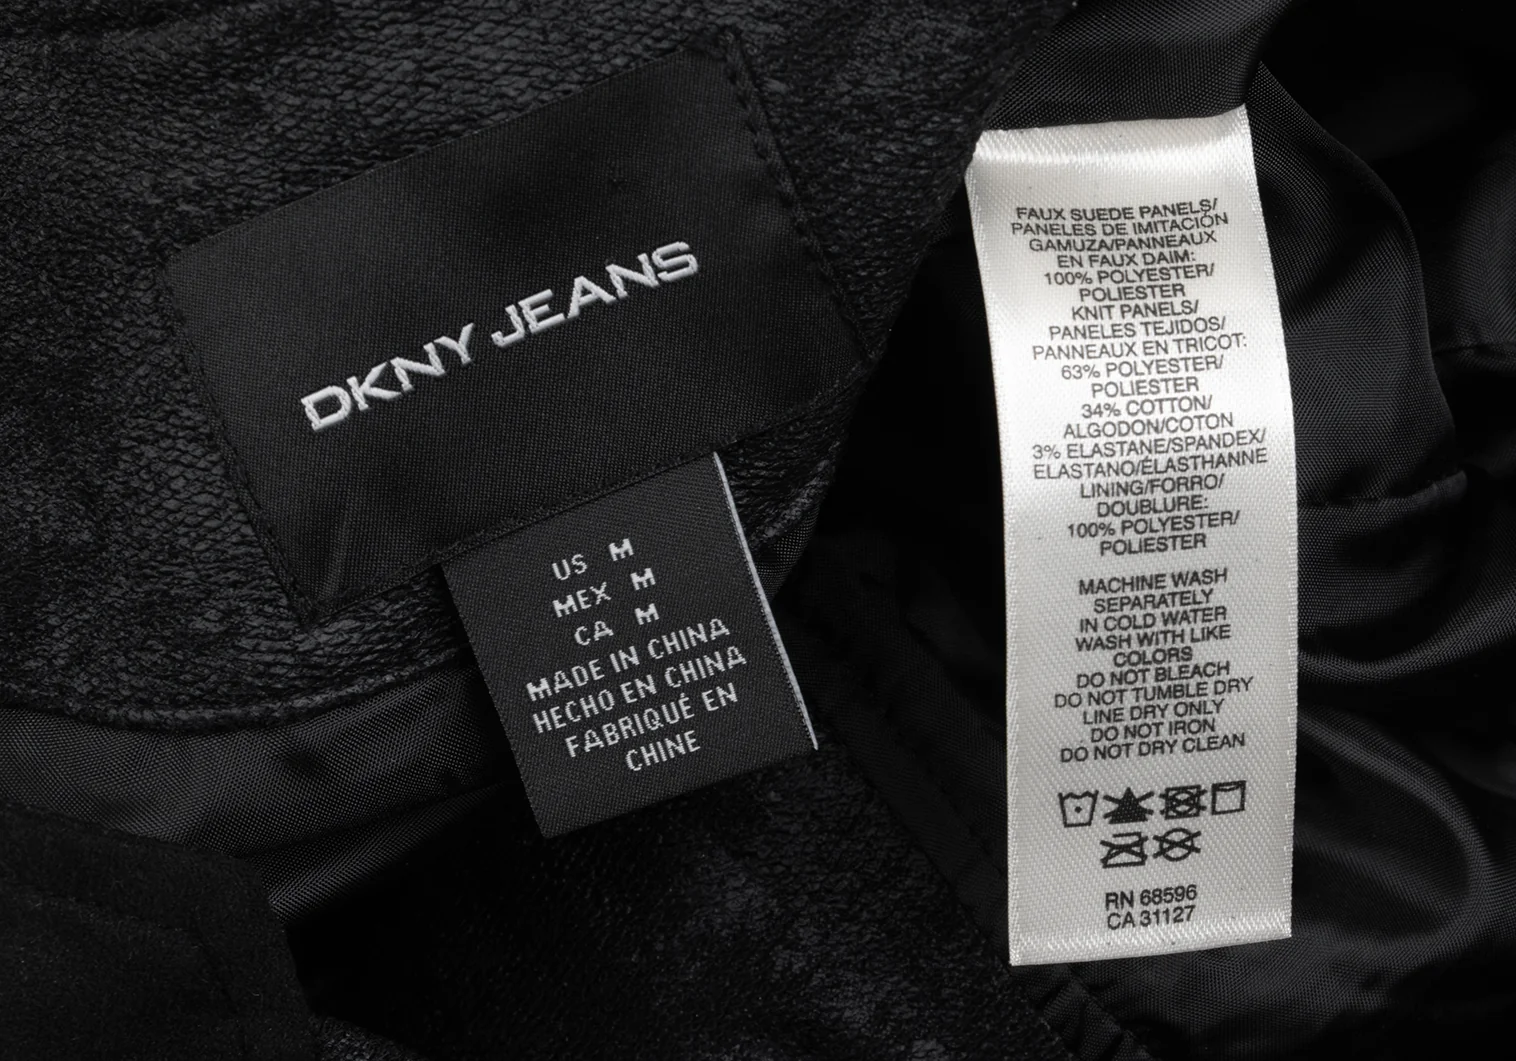 DKNY JEANS
US M
MEX M
CA M
MADE IN CHINA
HECHO EN CHINA
FABRIQUÉ EN
CHINE
FAUX SUEDE PANELS/
PANELES DE IMITACIÓN
GAMUZA/PANNEAUX
EN FAUX DAIM:
100% POLYESTER/
POLIESTER
KNIT PANELS/
PANELES TEJIDOS/
PANNEAUX EN TRICOT:
63% POLYESTER/
POLIESTER
34% COTTON/
ALGODON/COTON
3% ELASTANE/SPANDEX/
ELASTANO/ÉLASTHANNE
LINING/FORRO/
DOUBLURE:
100% POLYESTER/
POLIESTER
MACHINE WASH
SEPARATELY
IN COLD WATER
WASH WITH LIKE
COLORS
DO NOT BLEACH
DO NOT TUMBLE DRY
LINE DRY ONLY
DO NOT IRON
DO NOT DRY CLEAN
RN 68596
CA 31127